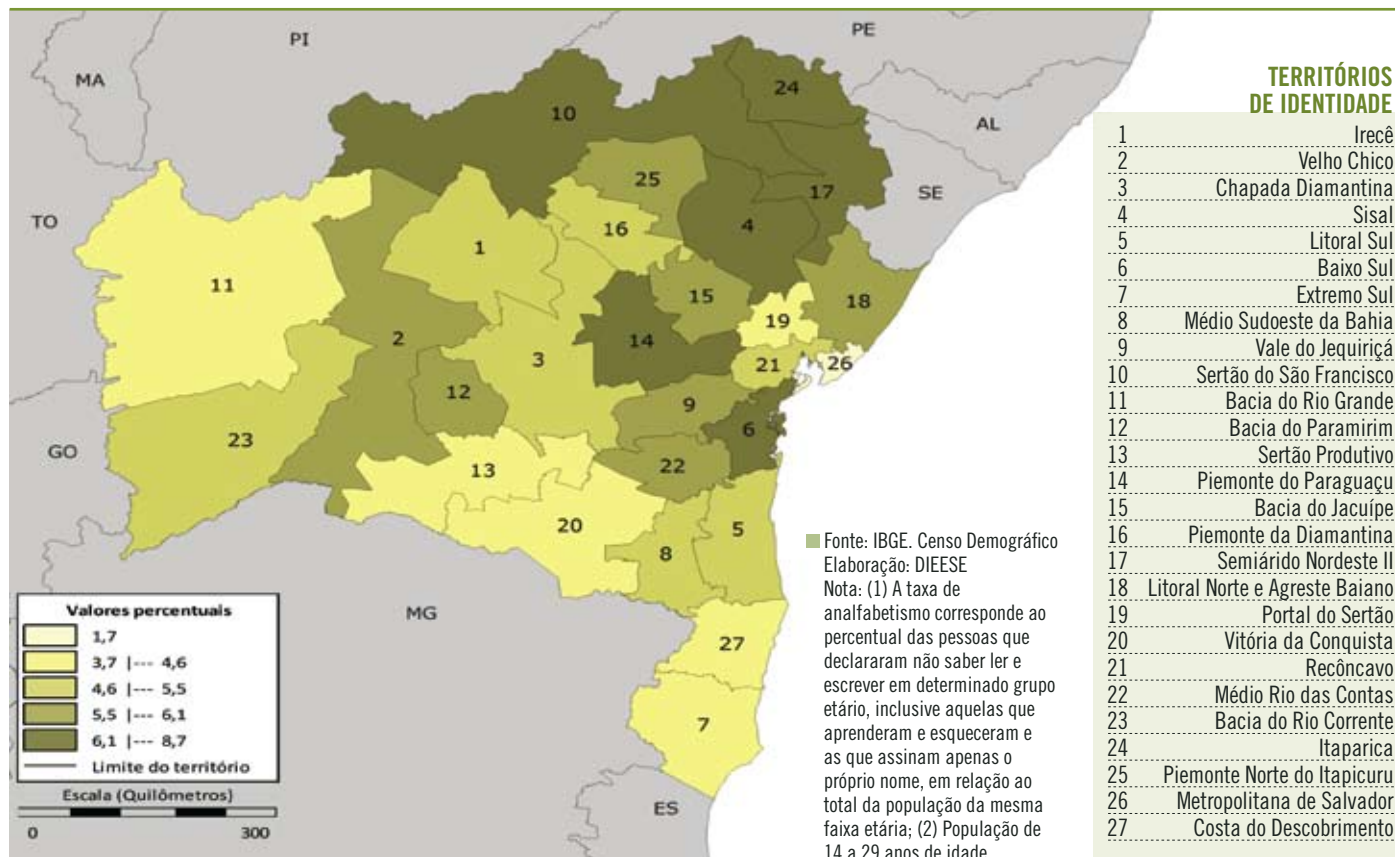 PI
PE
MA
AL
SE
TO
GO
MG
ES
10
24
25
17
16
4
1
11
15
18
2
14
19
3
21
26
12
9
6
23
22
13
20
5
8
27
7
Valores percentuais
1,7
3,7 |--- 4,6
4,6 |--- 5,5
5,5 |--- 6,1
6,1 |--- 8,7
Limite do território
Escala (Quilômetros)
0 300
Fonte: IBGE. Censo Demográfico
Elaboração: DIEESE
Nota: (1) A taxa de
analfabetismo corresponde ao
percentual das pessoas que
declararam não saber ler e
escrever em determinado grupo
etário, inclusive aquelas que
aprenderam e esqueceram e
as que assinam apenas o
próprio nome, em relação ao
total da população da mesma
faixa etária; (2) População de
14 a 29 anos de idade
TERRITÓRIOS
DE IDENTIDADE
1 Irecê
2 Velho Chico
3 Chapada Diamantina
4 Sisal
5 Litoral Sul
6 Baixo Sul
7 Extremo Sul
8 Médio Sudoeste da Bahia
9 Vale do Jequiriçá
10 Sertão do São Francisco
11 Bacia do Rio Grande
12 Bacia do Paramirim
13 Sertão Produtivo
14 Piemonte do Paraguaçu
15 Bacia do Jacuípe
16 Piemonte da Diamantina
17 Semiárido Nordeste II
18 Litoral Norte e Agreste Baiano
19 Portal do Sertão
20 Vitória da Conquista
21 Recôncavo
22 Médio Rio das Contas
23 Bacia do Rio Corrente
24 Itaparica
25 Piemonte Norte do Itapicuru
26 Metropolitana de Salvador
27 Costa do Descobrimento